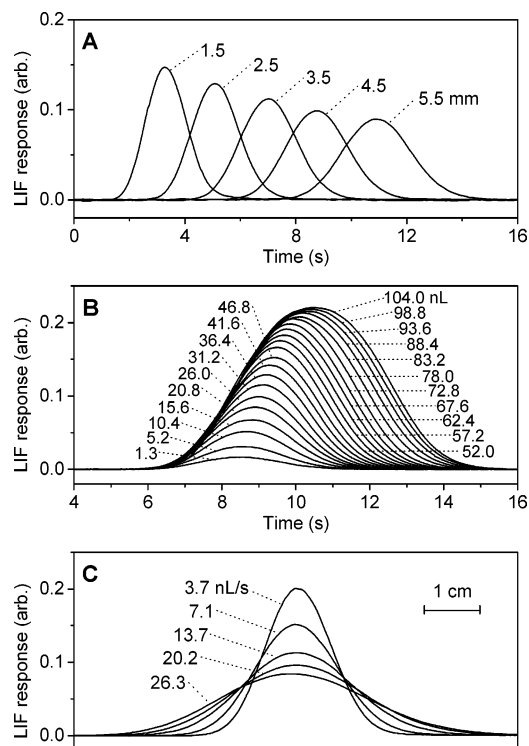 A
LIF response (arb.)
0.2
0.1
0.0
1.5
2.5
3.5
4.5
5.5 mm
0 4 8 12 16
Time (s)
B
LIF response (arb.)
0.2
0.1
0.0
46.8
41.6
36.4
31.2
26.0
20.8
15.6
10.4
5.2
1.3
104.0 nL
98.8
93.6
88.4
83.2
78.0
72.8
67.6
62.4
57.2
52.0
4 6 8 10 12 14 16
Time (s)
C
LIF response (arb.)
0.2
0.1
0.0
3.7 nL/s
7.1
13.7
20.2
26.3
1 cm